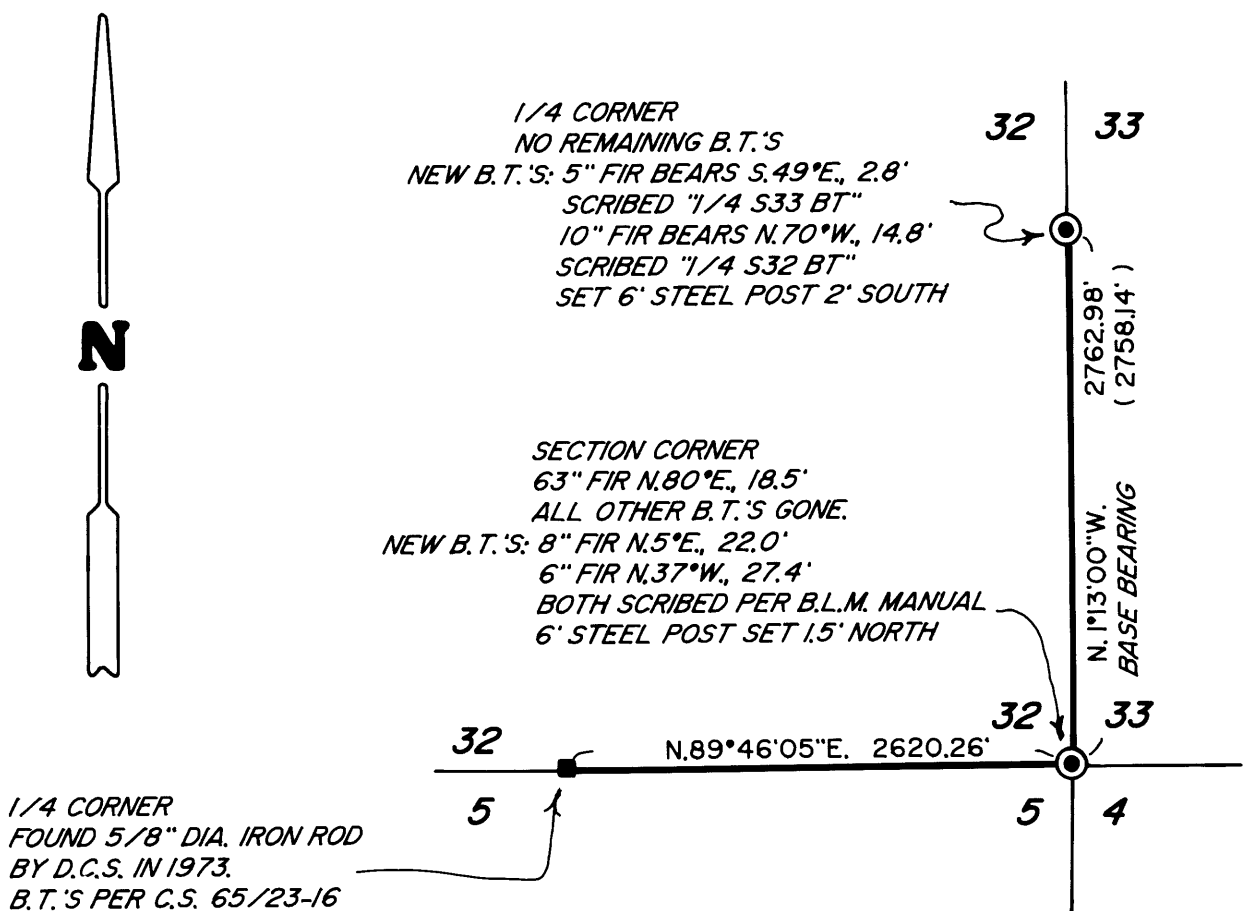 1/4 CORNER
NO REMAINING B.T.'S
NEW B.T.'S: 5" FIR BEARS S.49°E., 2.8'
SCRIBED "1/4 S33 BT"
10" FIR BEARS N.70°W., 14.8'
SCRIBED "1/4 S32 BT"
SET 6' STEEL POST 2' SOUTH
32 33
N
2762.98'
( 2758.14' )
SECTION CORNER
63" FIR N.80°E., 18.5'
ALL OTHER B.T.'S GONE.
NEW B.T.'S: 8" FIR N.5°E., 22.0'
6" FIR N.37°W., 27.4'
BOTH SCRIBED PER B.L.M. MANUAL
6' STEEL POST SET 1.5' NORTH
N. 1°13'00"W.
BASE BEARING
32 33
32
N.89°46'05"E. 2620.26'
5
5 4
1/4 CORNER
FOUND 5/8" DIA. IRON ROD
BY D.C.S. IN 1973.
B.T.'S PER C.S. 65/23-16